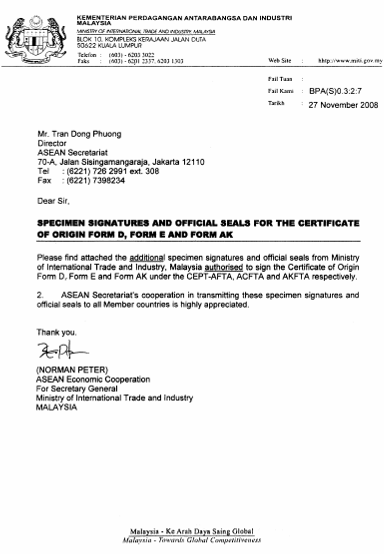 KEMENTERIAN PERDAGANGAN ANTARABANGSA DAN INDUSTRI
MALAYSIA
MINISTRY OF INTERNATIONAL TRADE AND INDUSTRY, MALAYSIA
BLOK 10, KOMPLEKS KERAJAAN JALAN DUTA
50622 KUALA LUMPUR
Telefon : (603) - 6203 3022
Faks : (603) - 6201 2337, 6203 1303
Web Site : http://www.miti.gov.my
Fail Tuan :
Fail Kami : BPA(S)0.3:2:7
Tarikh : 27 November 2008
Mr. Tran Dong Phuong
Director
ASEAN Secretariat
70-A, Jalan Sisingamangaraja, Jakarta 12110
Tel : (6221) 726 2991 ext. 308
Fax : (6221) 7398234
Dear Sir,
SPECIMEN SIGNATURES AND OFFICIAL SEALS FOR THE CERTIFICATE
OF ORIGIN FORM D, FORM E AND FORM AK
Please find attached the additional specimen signatures and official seals from Ministry
of International Trade and Industry, Malaysia authorised to sign the Certificate of Origin
Form D, Form E and Form AK under the CEPT-AFTA, ACFTA and AKFTA respectively.
2. ASEAN Secretariat's cooperation in transmitting these specimen signatures and
official seals to all Member countries is highly appreciated.
Thank you.
(NORMAN PETER)
ASEAN Economic Cooperation
For Secretary General
Ministry of International Trade and Industry
MALAYSIA
Malaysia - Ke Arah Daya Saing Global
Malaysia - Towards Global Competitiveness